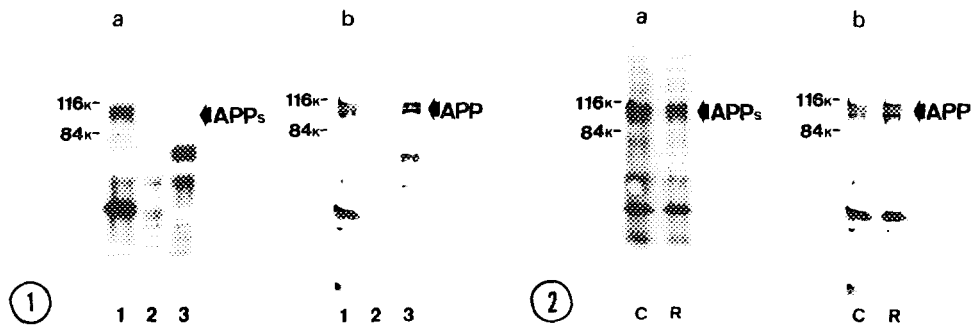 a
b
116K-
84K-
APPs
116K-
84K-
APP
1 2 3
1 2 3
1
a
b
116K-
84K-
APPs
116K-
84K-
APP
C R
C R
2